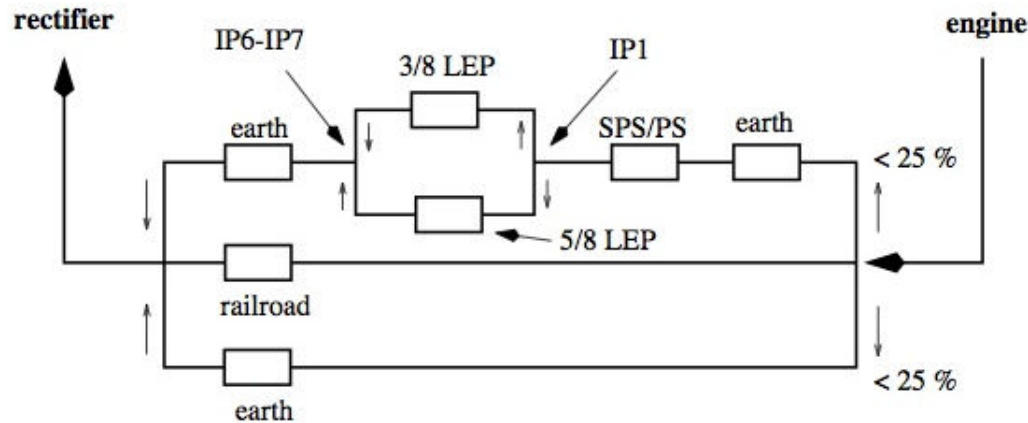 rectifier
engine
IP6-IP7
IP1
3/8 LEP
earth
SPS/PS
earth
< 25 %
5/8 LEP
railroad
< 25 %
earth